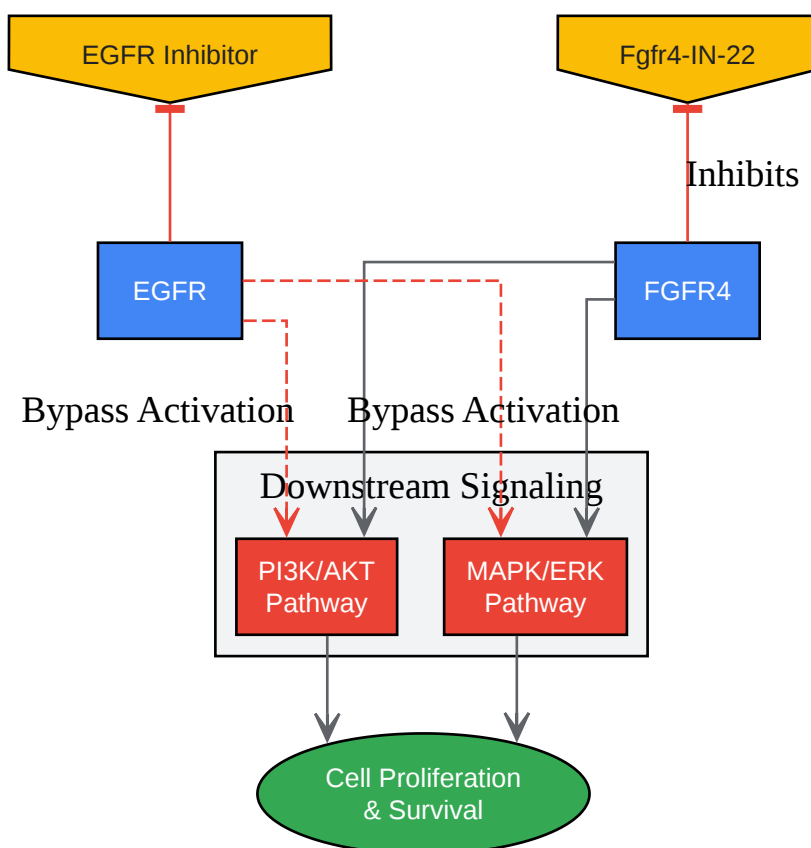 EGFR Inhibitor
Fgfr4-IN-22
Inhibits
EGFR
FGFR4
Bypass Activation
Bypass Activation
Downstream Signaling
PI3K/AKT
Pathway
MAPK/ERK
Pathway
Cell Proliferation
& Survival